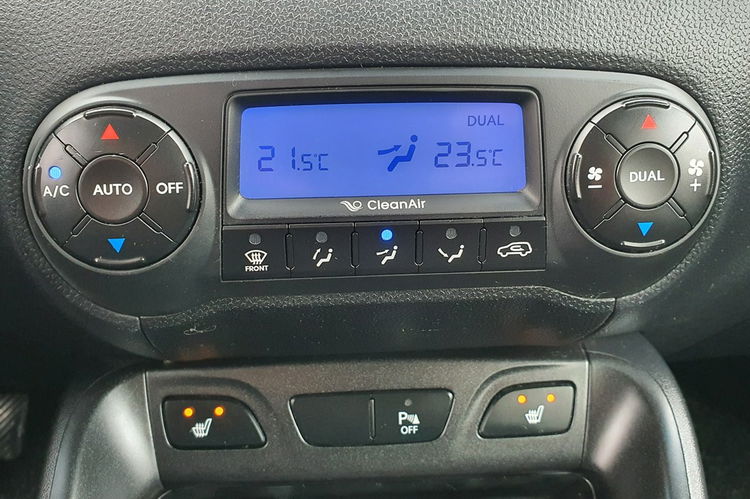 DUAL
21.5°C 23.5°C
CleanAir
A/C AUTO OFF
DUAL - +
FRONT
P OFF